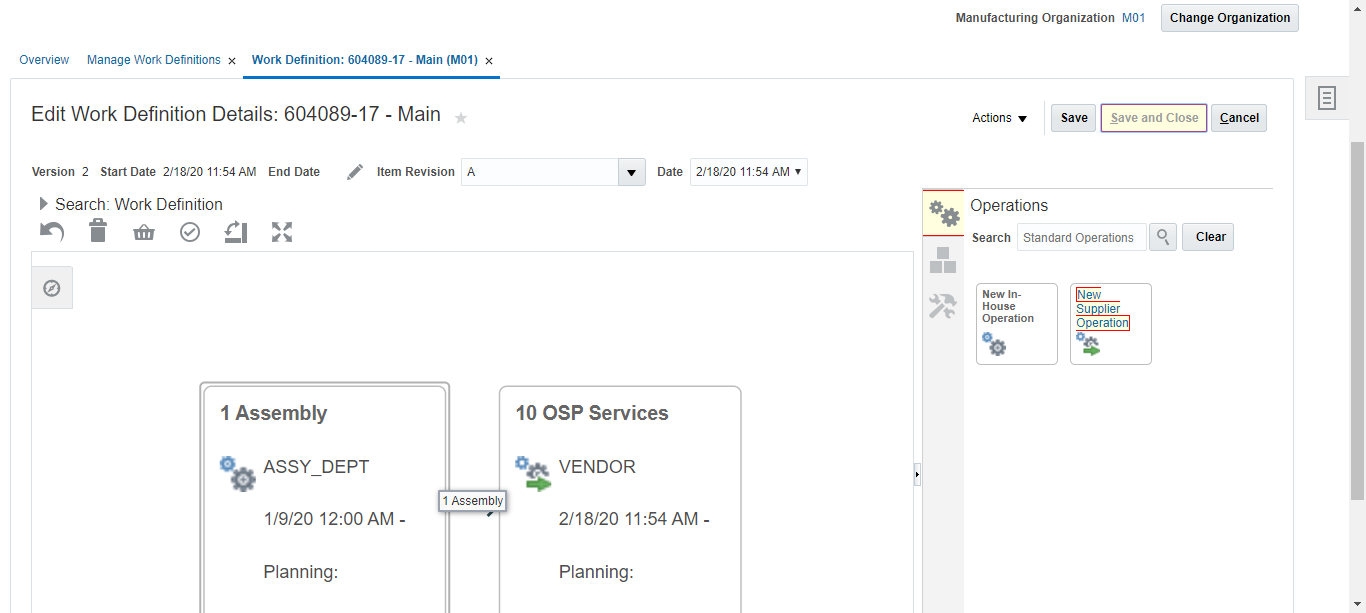 Manufacturing Organization M01 Change Organization
Overview Manage Work Definitions × Work Definition: 604089-17 - Main (M01) ×
Edit Work Definition Details: 604089-17 - Main
Actions Save Save and Close Cancel
Version 2 Start Date 2/18/20 11:54 AM End Date Item Revision A Date 2/18/20 11:54 AM
Search: Work Definition
Operations
Search Standard Operations Clear
New In-
House
Operation
New
Supplier
Operation
1 Assembly
ASSY_DEPT
1/9/20 12:00 AM -
Planning:
1 Assembly
10 OSP Services
VENDOR
2/18/20 11:54 AM -
Planning: